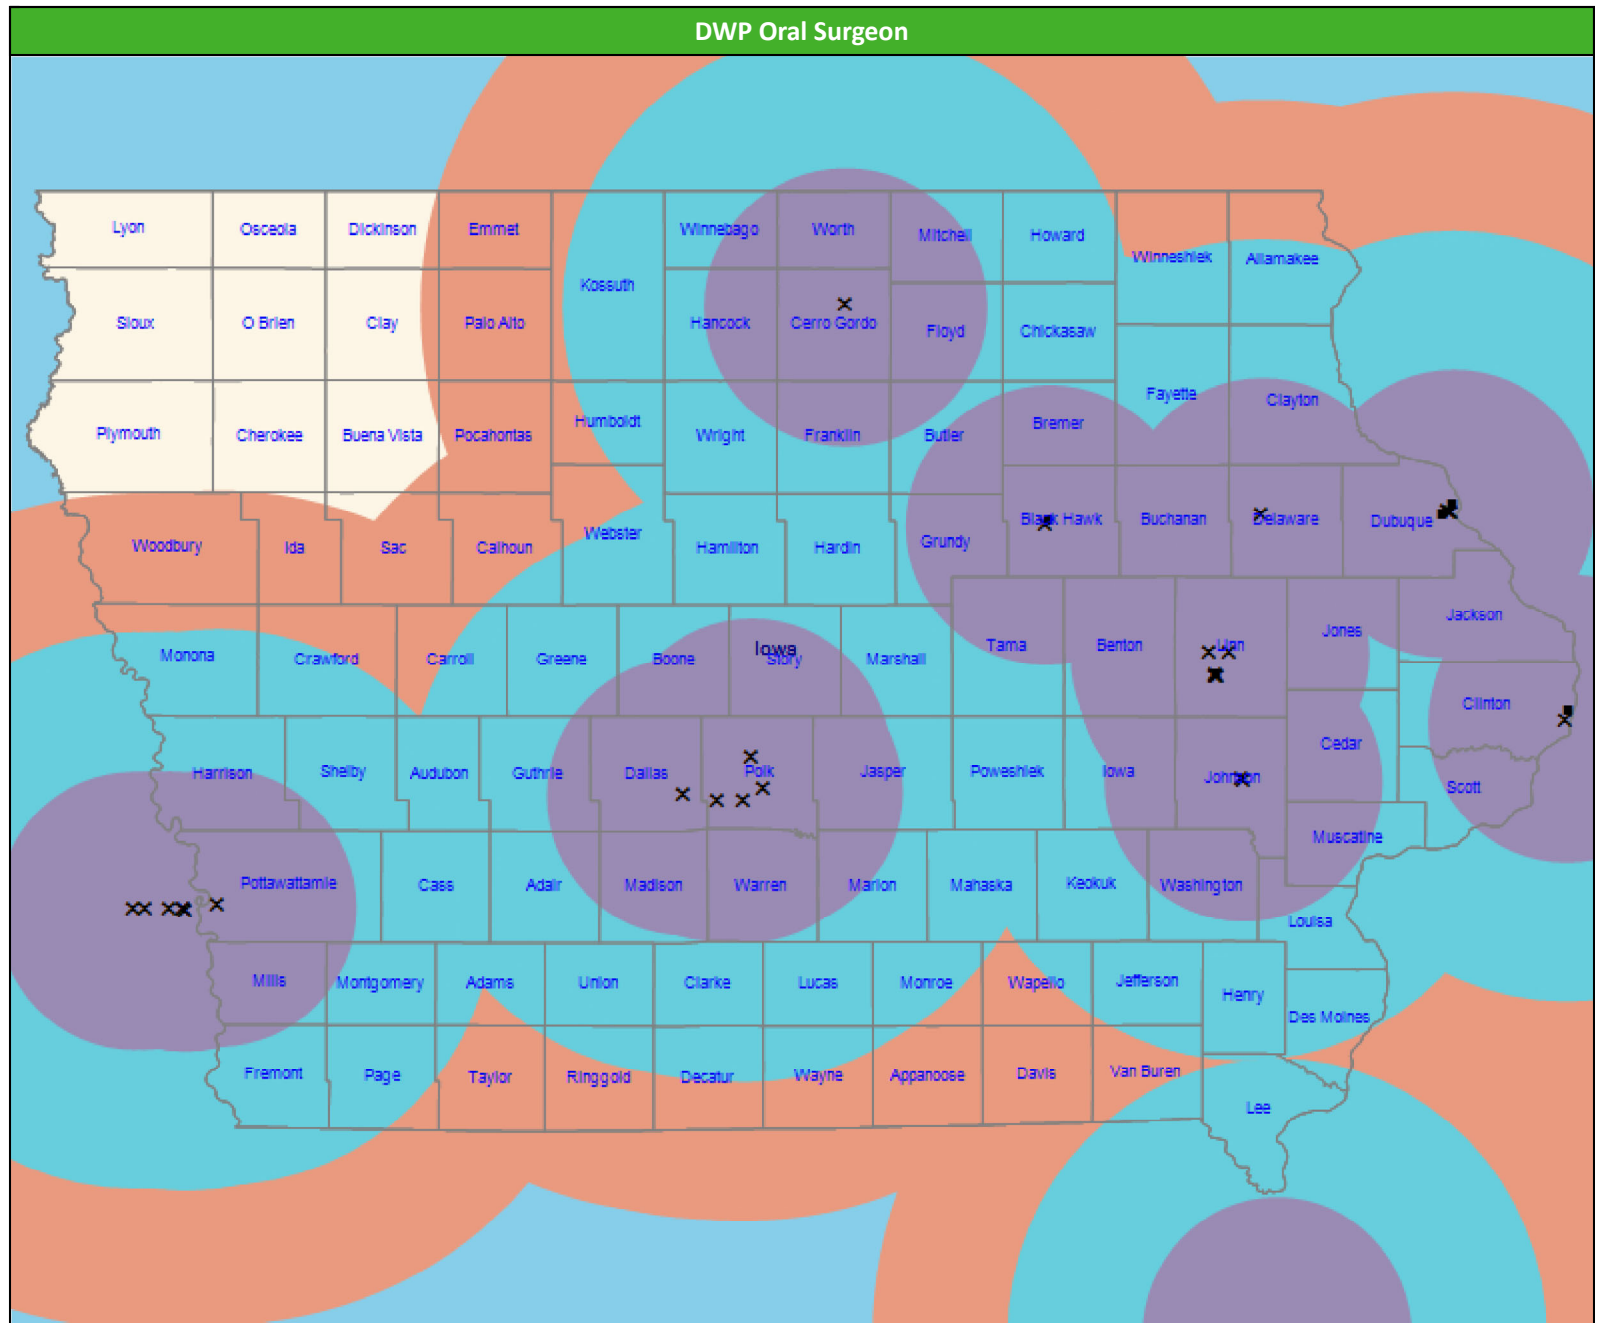 DWP Oral Surgeon
Lyon
Osceola
Dickinson
Emmet
Winnebago
Worth
Mitchell
Howard
Winneshiek
Allamakee
Kossuth
Sioux
O Brien
Clay
Palo Alto
Hancock
Cerro Gordo
Floyd
Chickasaw
Fayette
Clayton
Plymouth
Cherokee
Buena Vista
Pocahontas
Humboldt
Wright
Franklin
Butler
Bremer
Woodbury
Ida
Sac
Calhoun
Webster
Hamilton
Hardin
Grundy
Black Hawk
Buchanan
Delaware
Dubuque
Monona
Crawford
Carroll
Greene
Boone
Iowa
Story
Marshall
Tama
Benton
Linn
Jones
Jackson
Harrison
Shelby
Audubon
Guthrie
Dallas
Polk
Jasper
Poweshiek
Iowa
Johnson
Cedar
Clinton
Scott
Muscatine
Pottawattamie
Cass
Adair
Madison
Warren
Marion
Mahaska
Keokuk
Washington
Louisa
Mills
Montgomery
Adams
Union
Clarke
Lucas
Monroe
Wapello
Jefferson
Henry
Des Moines
Fremont
Page
Taylor
Ringgold
Decatur
Wayne
Appanoose
Davis
Van Buren
Lee